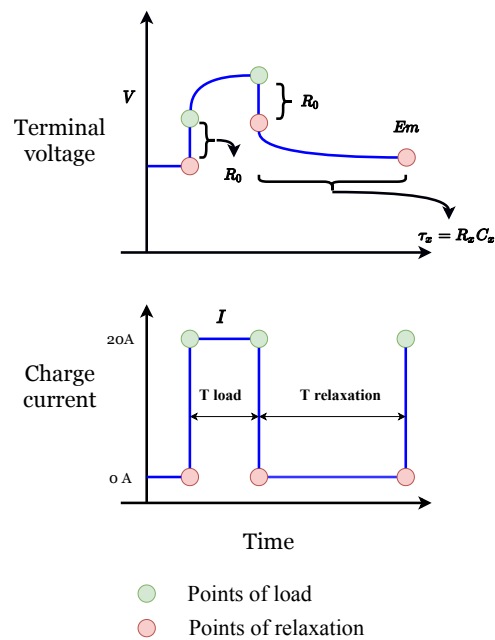 V
Terminal
voltage
R₀
R₀
Em
τₓ = RₓCₓ
I
20A
Charge
current
T load
T relaxation
0 A
Time
Points of load
Points of relaxation